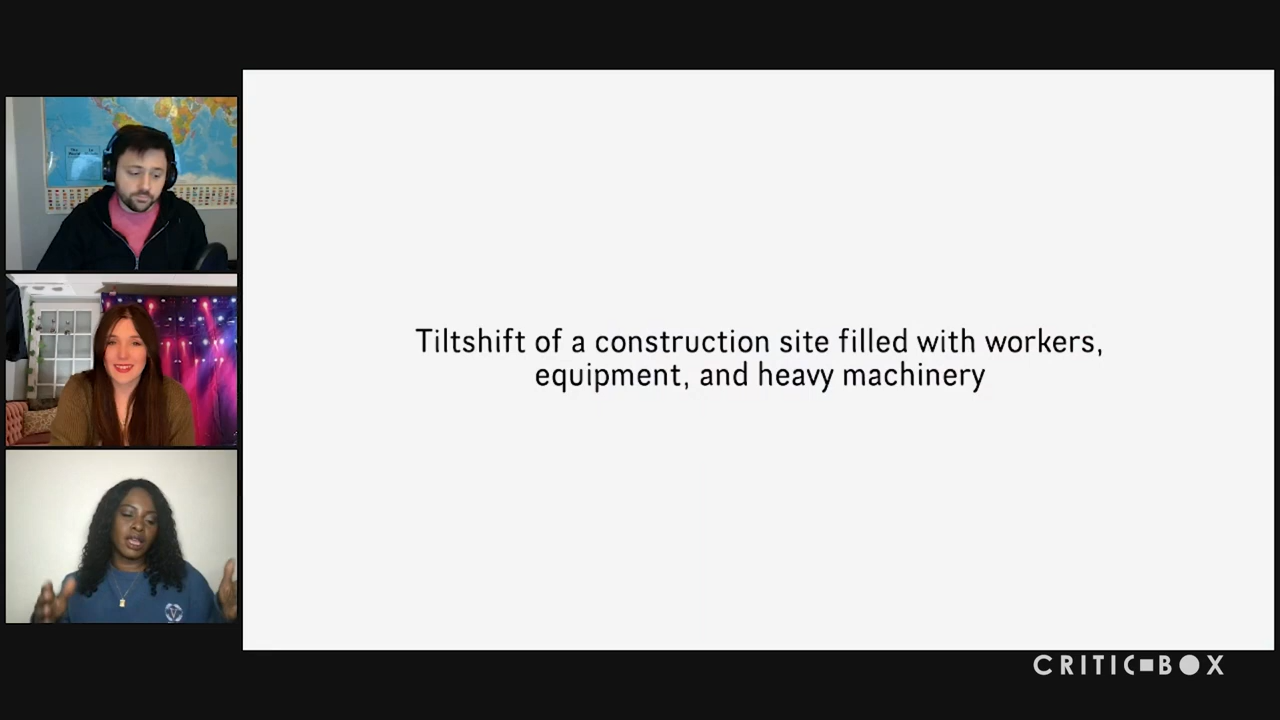 Tiltshift of a construction site filled with workers,
equipment, and heavy machinery
CRITIC BOX